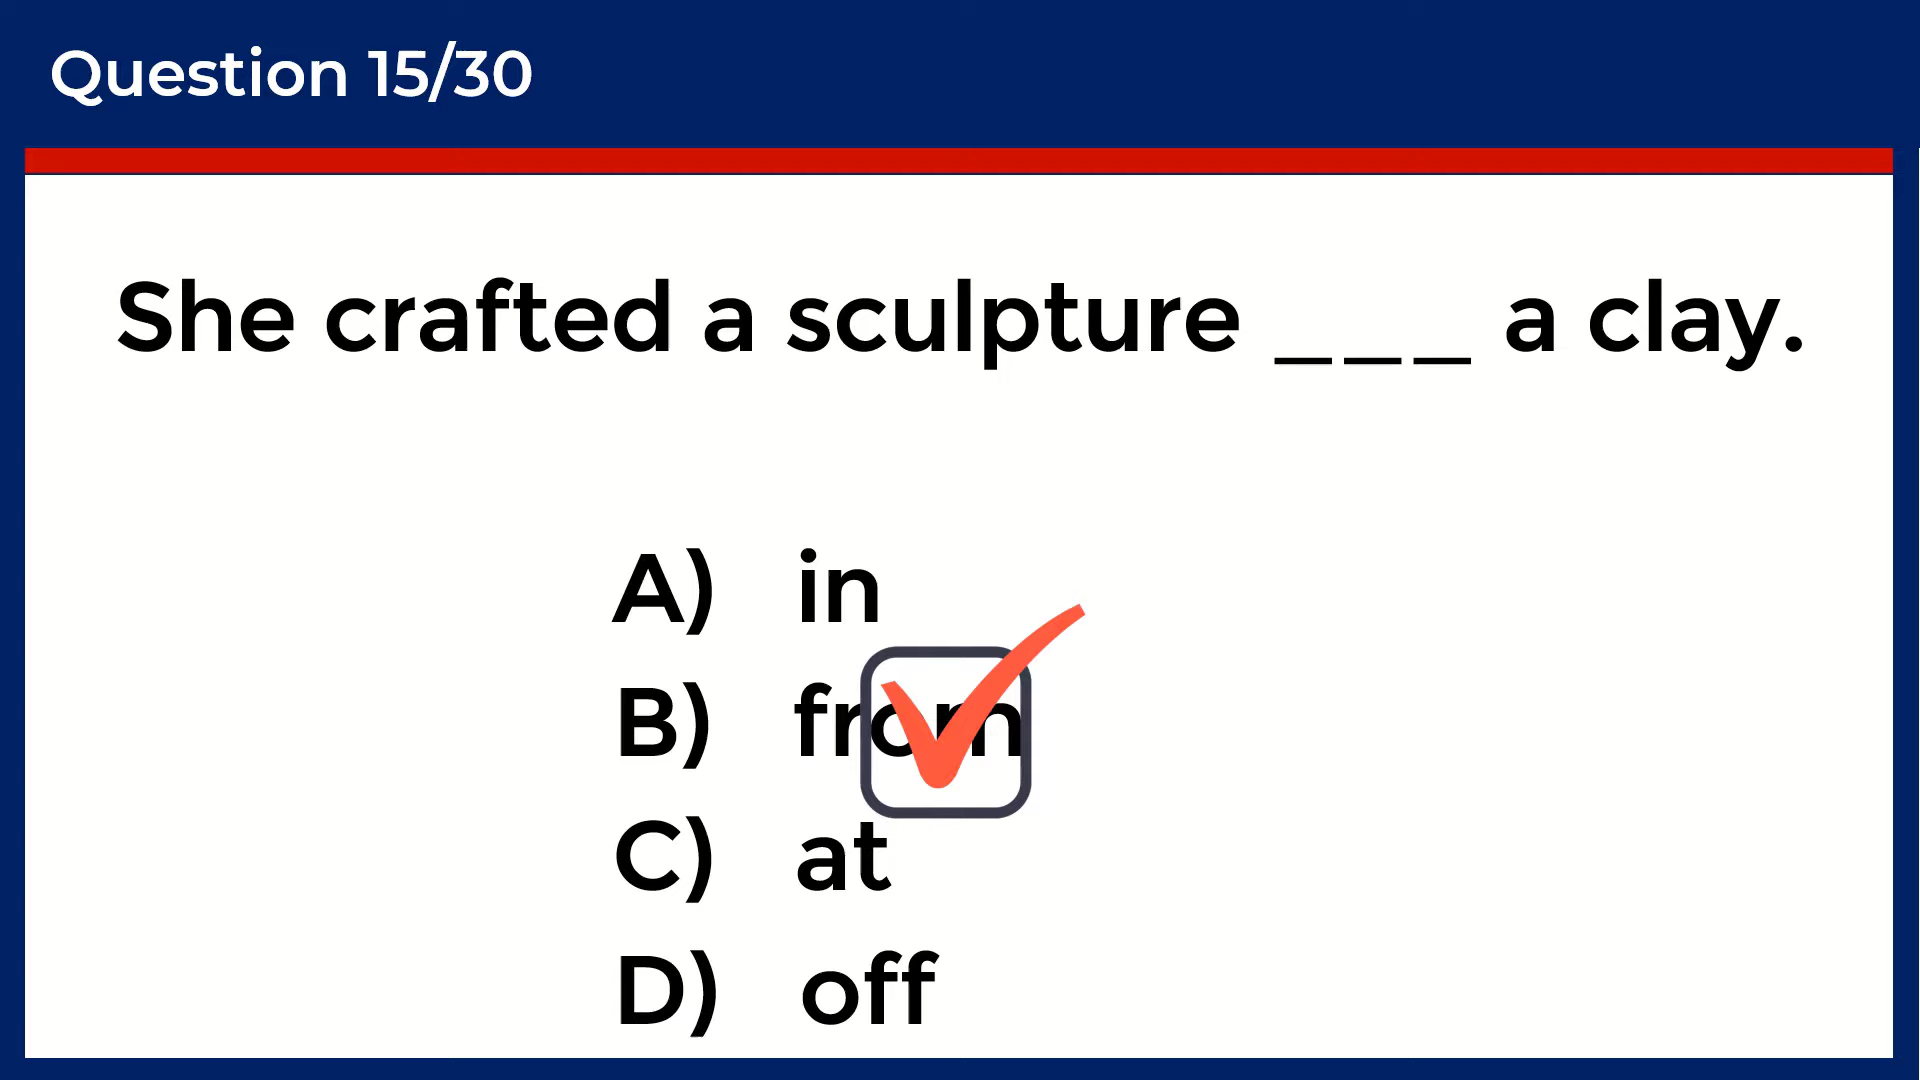 Question 15/30
She crafted a sculpture ___ a clay.
A) in
B) from
C) at
D) off